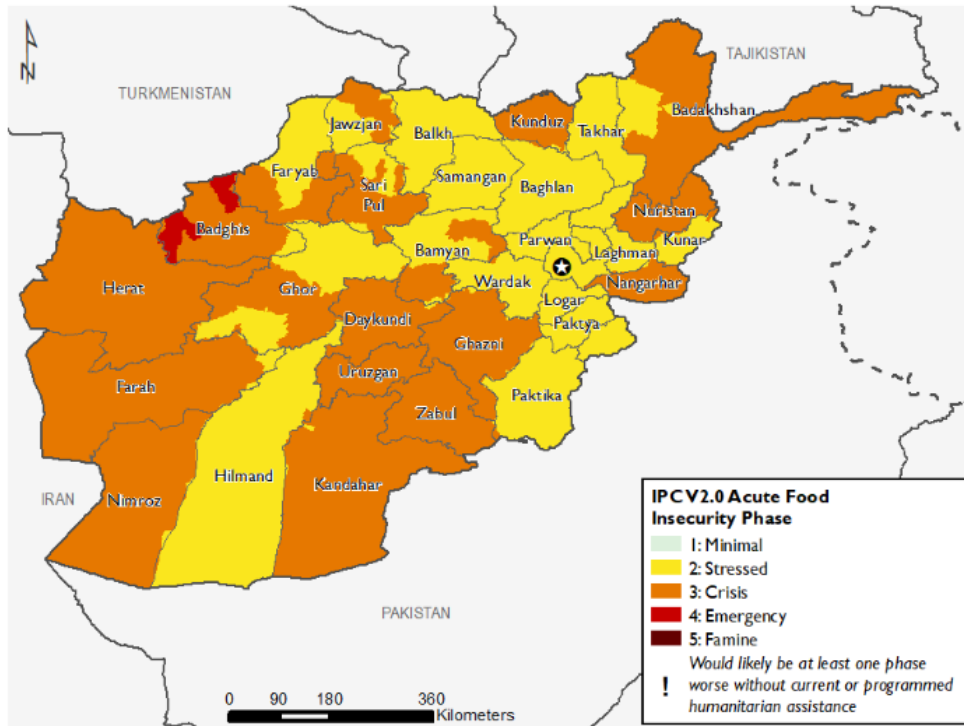 N
TAJIKISTAN
TURKMENISTAN
Badakhshan
Kunduz
Jawzjan
Balkh
Takhar
Faryab
Sari
Pul
Samangan
Baghlan
Nuristan
Badghis
Bamyan
Parwan
Kunar
Laghman
Herat
Ghor
Wardak
Nangarhar
Logar
Daykundi
Paktya
Ghazni
Uruzgan
Farah
Paktika
Zabul
Hilmand
Kandahar
IRAN
Nimroz
PAKISTAN
IPC V2.0 Acute Food
Insecurity Phase
1: Minimal
2: Stressed
3: Crisis
4: Emergency
5: Famine
Would likely be at least one phase
! worse without current or programmed
humanitarian assistance
0 90 180 360
Kilometers